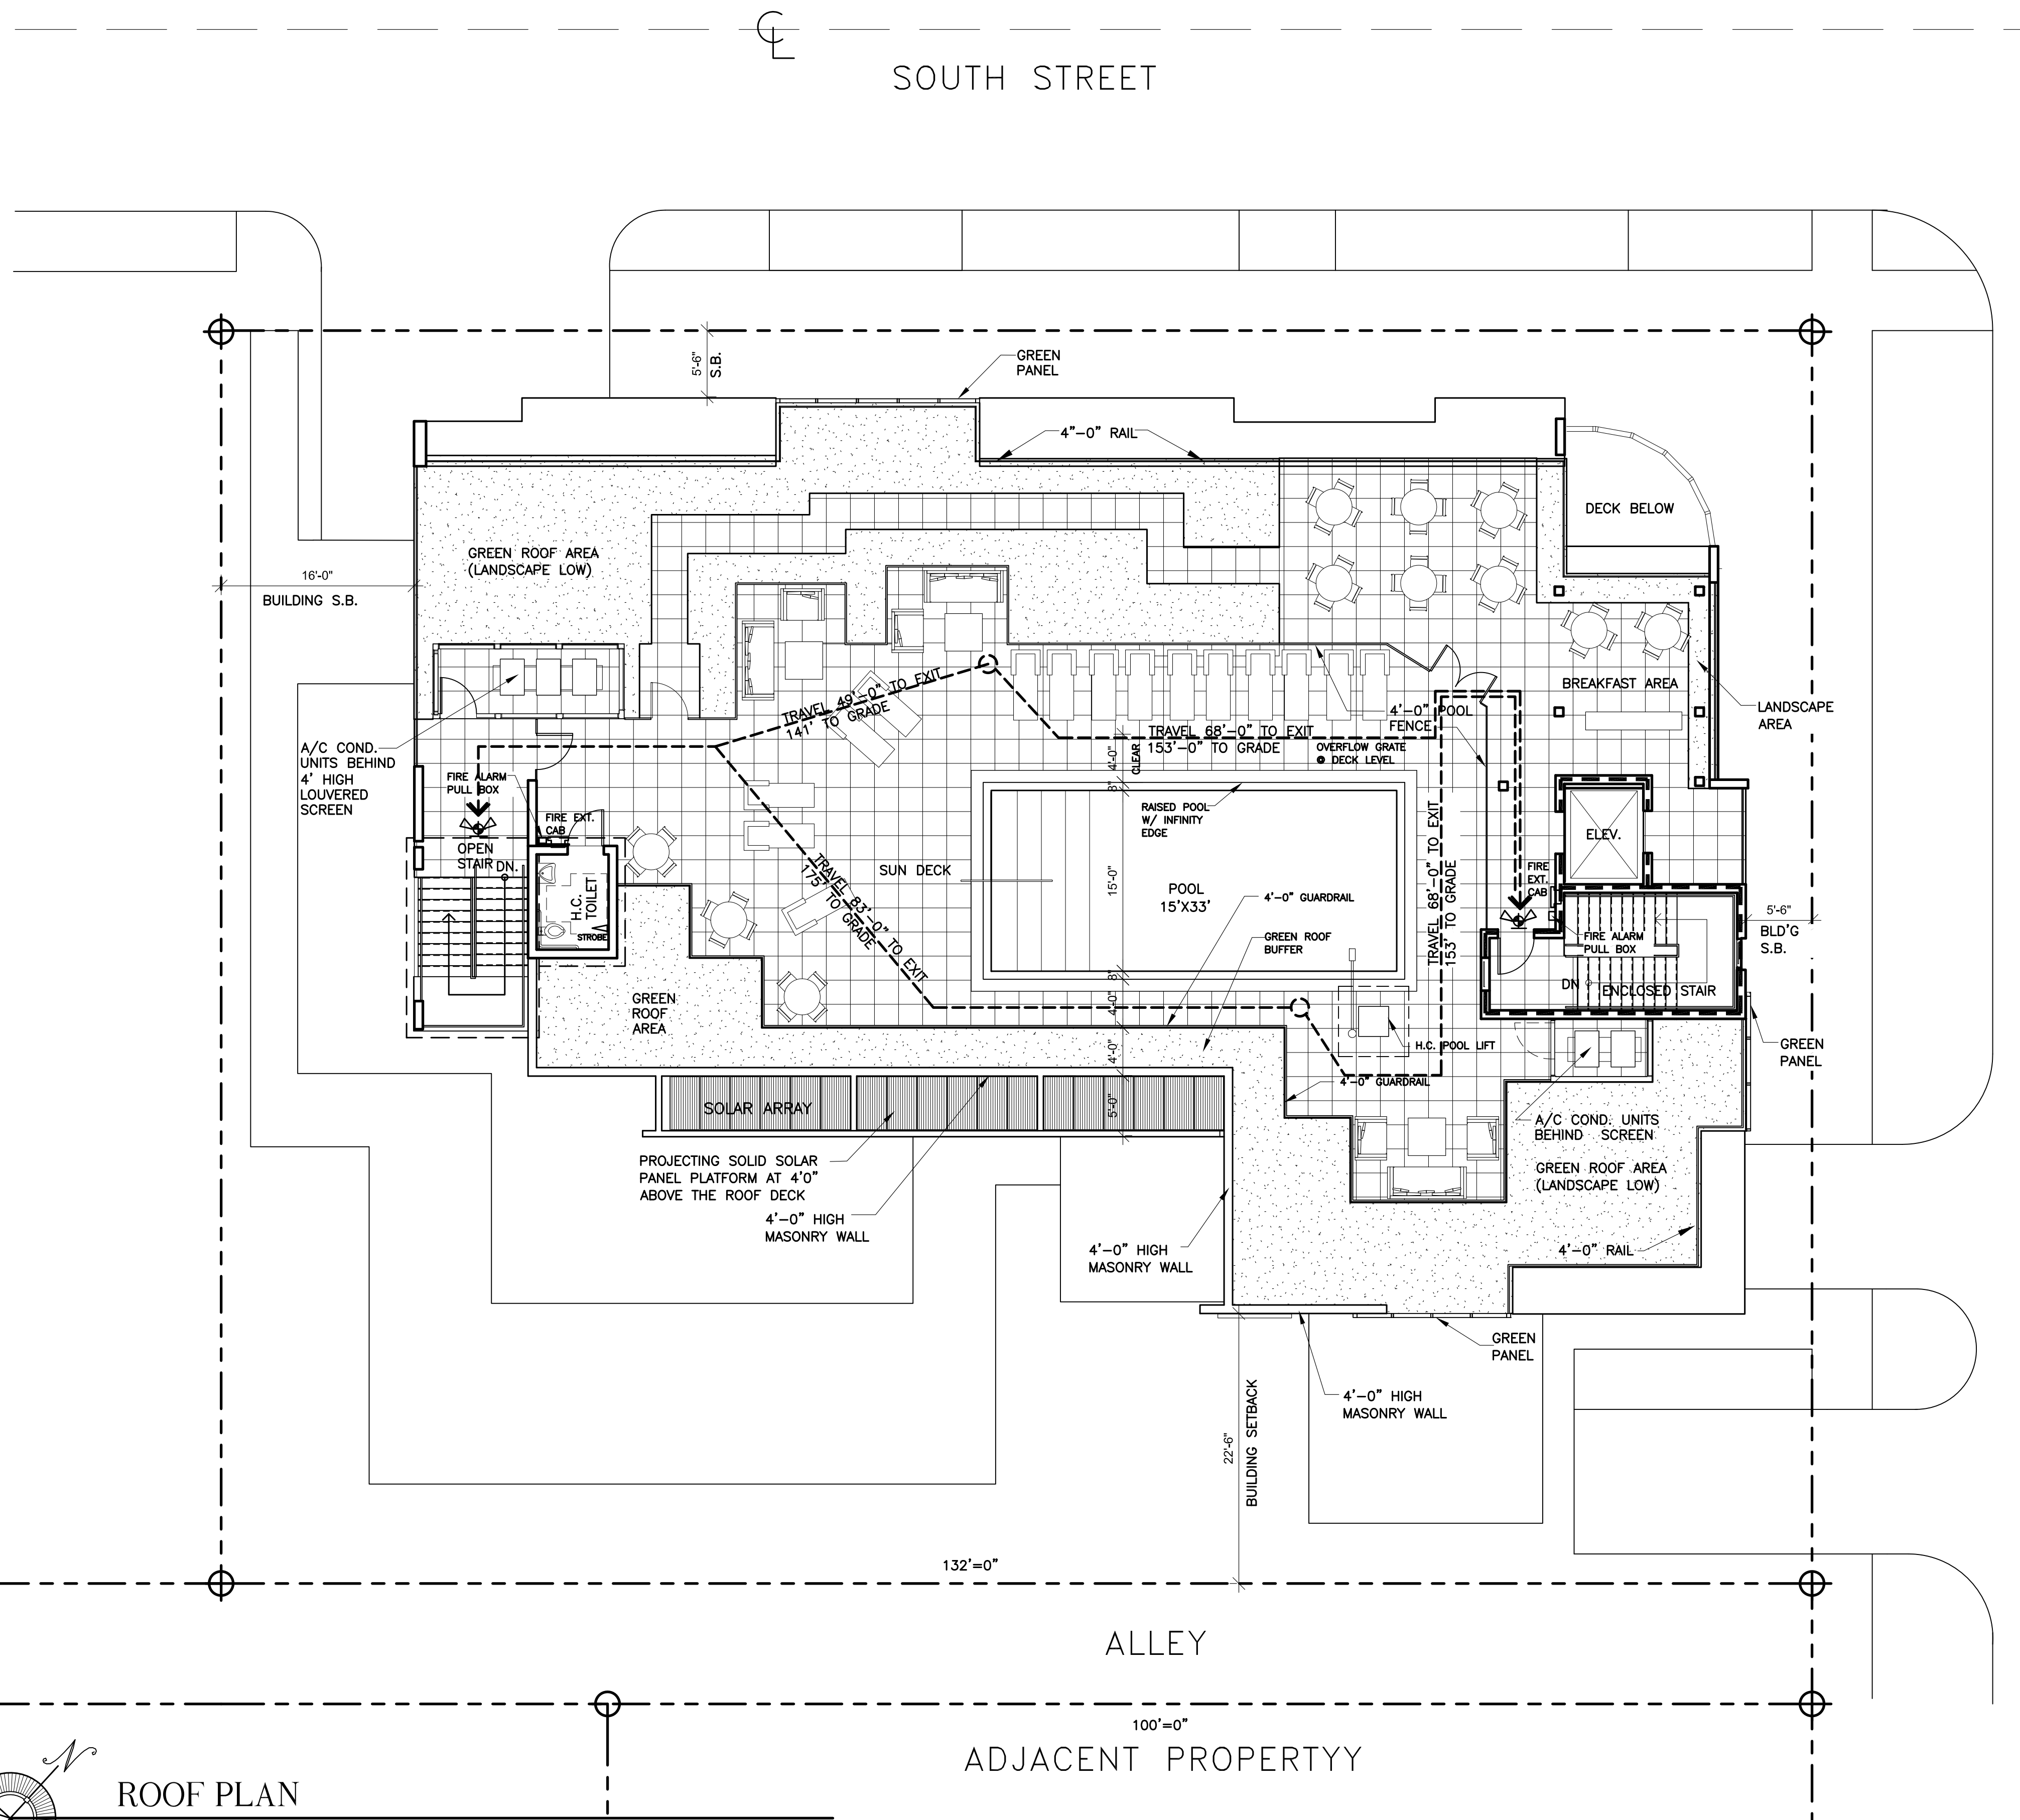 SOUTH STREET
5'-6"
S.B.
GREEN
PANEL
4"-0" RAIL
DECK BELOW
GREEN ROOF AREA
(LANDSCAPE LOW)
16'-0"
BUILDING S.B.
TRAVEL 49'-0" TO EXIT
141' TO GRADE
BREAKFAST AREA
LANDSCAPE
AREA
4'-0" POOL
FENCE
TRAVEL 68'-0" TO EXIT
153'-0" TO GRADE
OVERFLOW GRATE
@ DECK LEVEL
4'-0"
CLEAR
A/C COND.
UNITS BEHIND
4' HIGH
LOUVERED
SCREEN
FIRE ALARM
PULL BOX
FIRE EXT.
CAB
OPEN
STAIR
DN.
H.C.
TOILET
STROBE
8"
RAISED POOL
W/ INFINITY
EDGE
ELEV.
SUN DECK
TRAVEL 83'-0" TO EXIT
175' TO GRADE
15'-0"
POOL
15'X33'
4'-0" GUARDRAIL
GREEN ROOF
BUFFER
TRAVEL 68'-0" TO EXIT
153' TO GRADE
FIRE
EXT.
CAB
FIRE ALARM
PULL BOX
5'-6"
BLD'G
S.B.
DN
ENCLOSED STAIR
8"
4'-0"
GREEN
ROOF
AREA
H.C. POOL LIFT
4'-0"
GREEN
PANEL
4'-0" GUARDRAIL
SOLAR ARRAY
5'-0"
A/C COND. UNITS
BEHIND SCREEN
PROJECTING SOLID SOLAR
PANEL PLATFORM AT 4'0"
ABOVE THE ROOF DECK
GREEN ROOF AREA
(LANDSCAPE LOW)
4'-0" HIGH
MASONRY WALL
4'-0" HIGH
MASONRY WALL
4'-0" RAIL
GREEN
PANEL
4'-0" HIGH
MASONRY WALL
22'-6"
BUILDING SETBACK
132'=0"
ALLEY
100'=0"
ADJACENT PROPERTYY
N
ROOF PLAN